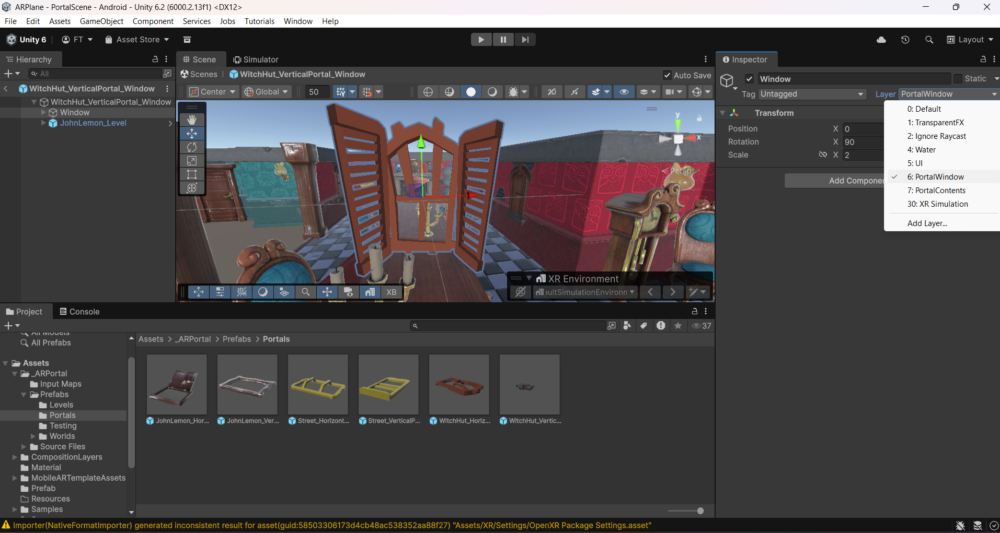 ARPlane - PortalScene - Android - Unity 6.2 (6000.2.13f1) <DX12>
File Edit Assets GameObject Component Services Jobs Tutorials Window Help
Unity 6 FT Asset Store Layout
Hierarchy
All
WitchHut_VerticalPortal_Window
WitchHut_VerticalPortal_Window
Window
JohnLemon_Level
Scene Simulator
Scenes WitchHut_VerticalPortal_Window Auto Save
Center Global 50 2D
y
x
Persp
XR Environment
aultSimulationEnvironn
XB
Inspector
Window Static
Tag Untagged Layer PortalWindow
Transform
Position X 0
Rotation X 90
Scale X 2
Add Componen
0: Default
1: TransparentFX
2: Ignore Raycast
4: Water
5: UI
6: PortalWindow
7: PortalContents
30: XR Simulation
Add Layer...
Project Console
37
All Models
All Prefabs
Assets
_ARPortal
Input Maps
Prefabs
Levels
Portals
Testing
Worlds
Source Files
CompositionLayers
Material
MobileARTemplateAssets
Prefab
Resources
Samples
Assets > _ARPortal > Prefabs > Portals
JohnLemon_Hor... JohnLemon_Ver... Street_Horizont... Street_VerticalP... WitchHut_Horiz... WitchHut_Vertic...
Importer(NativeFormatImporter) generated inconsistent result for asset(guid:58503306173d4cb48ac538352aa88f27) "Assets/XR/Settings/OpenXR Package Settings.asset"